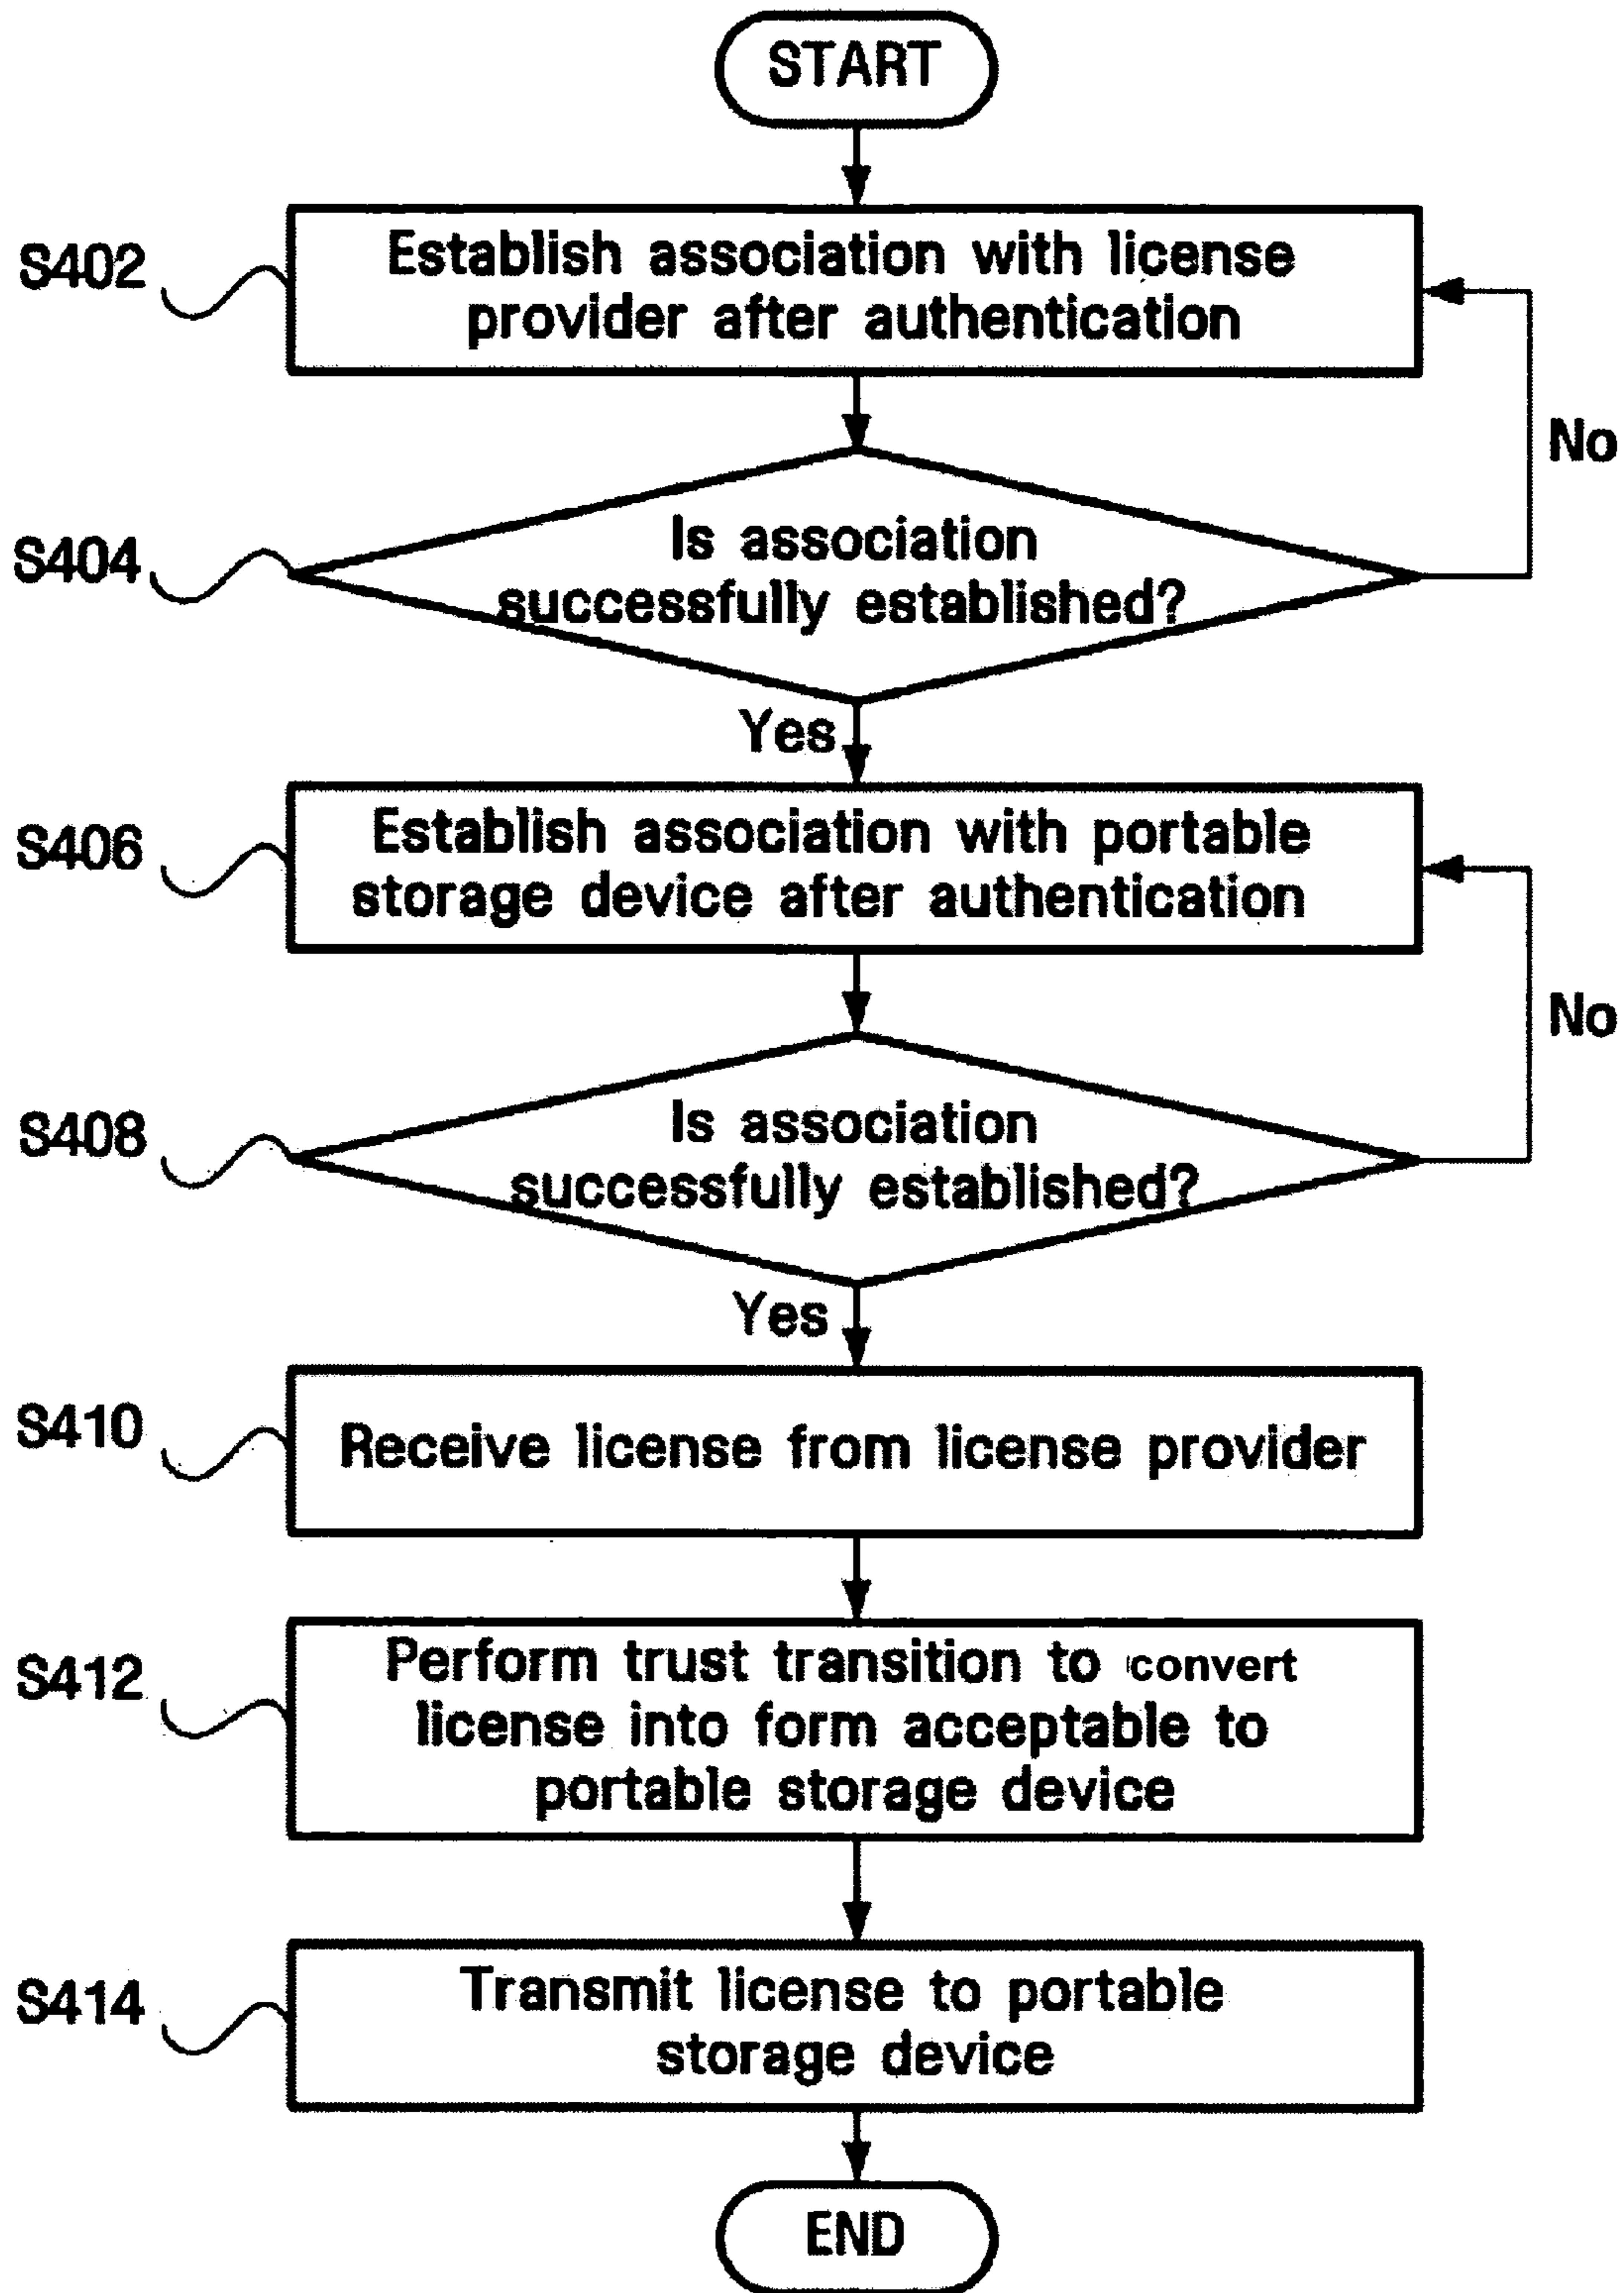 START
S402
Establish association with license
provider after authentication
No
S404
Is association
successfully established?
Yes
S406
Establish association with portable
storage device after authentication
No
S408
Is association
successfully established?
Yes
S410
Receive license from license provider
S412
Perform trust transition to convert
license into form acceptable to
portable storage device
S414
Transmit license to portable
storage device
END